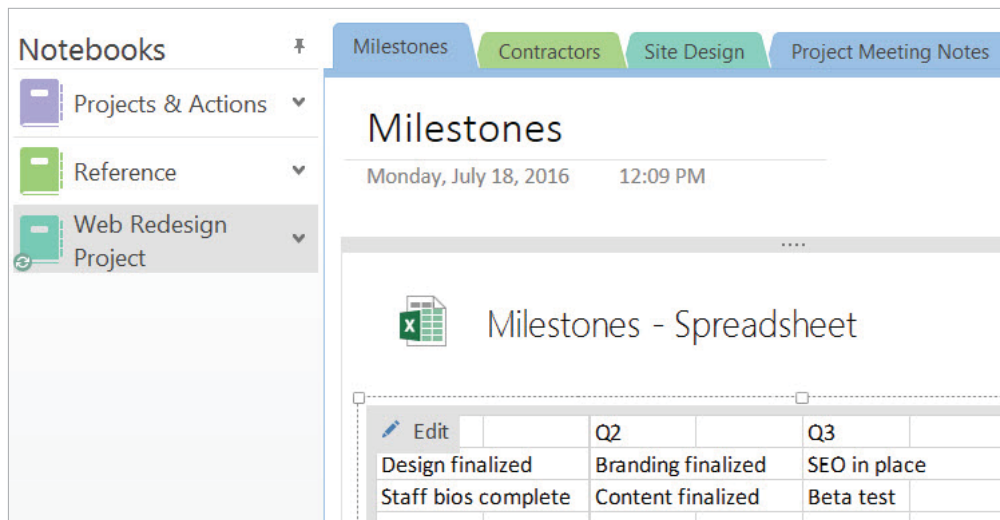 Notebooks
Projects & Actions
Reference
Web Redesign
Project
Milestones
Contractors
Site Design
Project Meeting Notes
Milestones
Monday, July 18, 2016 12:09 PM
X
Milestones - Spreadsheet
Edit
Q2
Q3
Design finalized
Branding finalized
SEO in place
Staff bios complete
Content finalized
Beta test